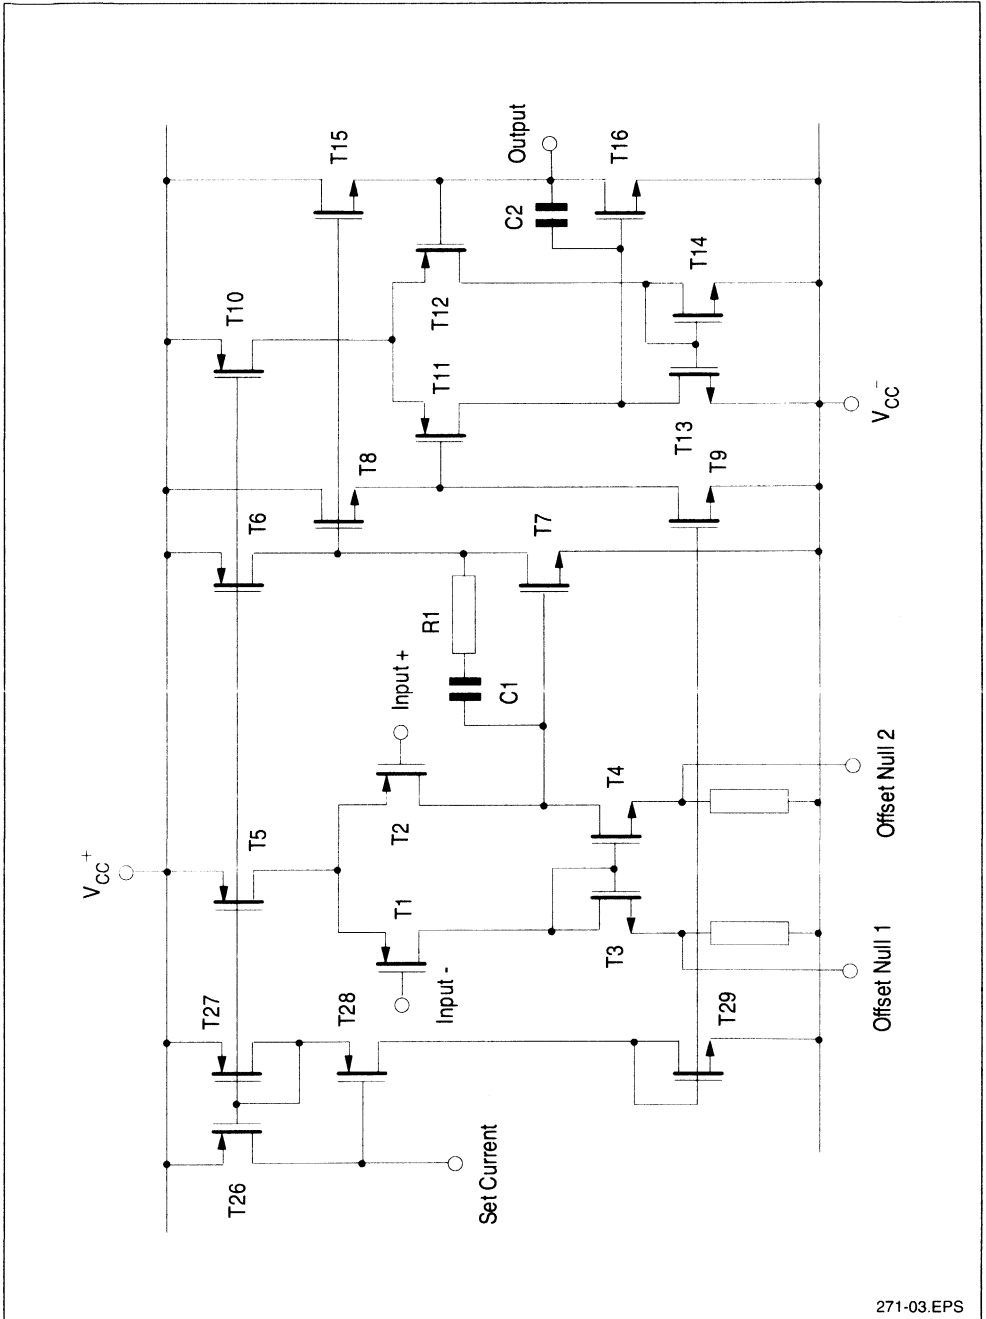 VCC+
T26
T27
T28
Set Current
T5
T1
T2
Input -
Input +
T3
T4
T29
Offset Null 1
Offset Null 2
C1
R1
T6
T7
T8
T9
T10
T11
T12
T13
T14
VCC-
T15
C2
Output
T16
271-03.EPS